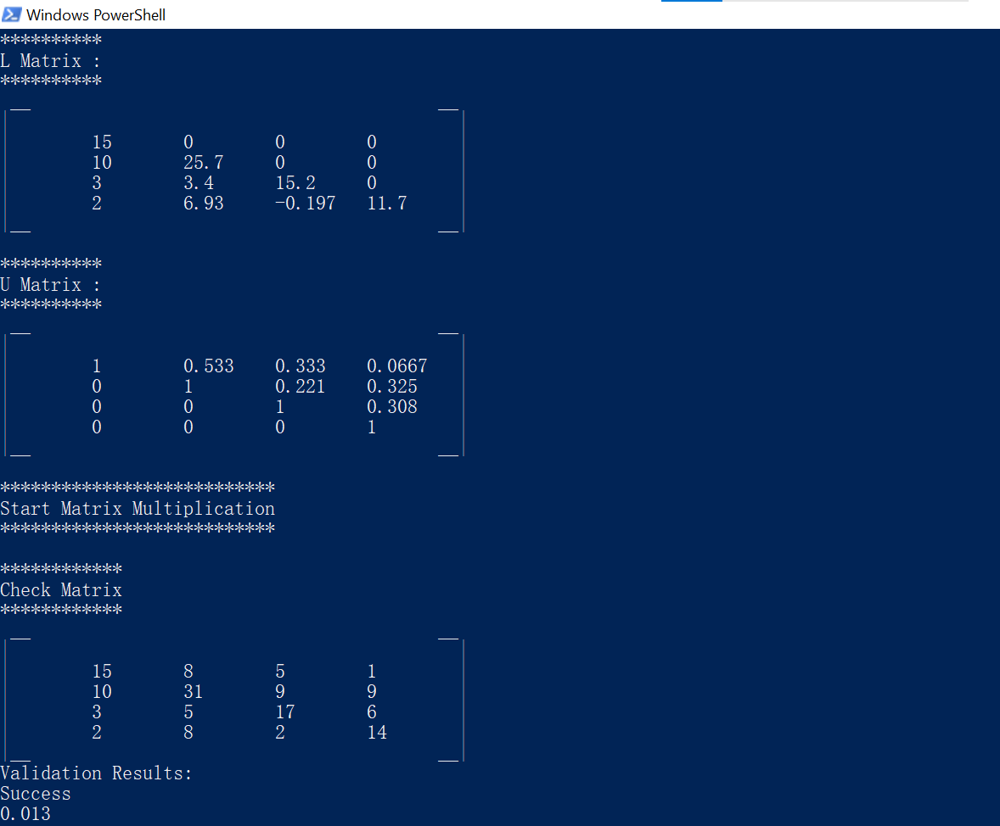 Windows PowerShell
**********
L Matrix :
**********
15 0 0 0
10 25.7 0 0
3 3.4 15.2 0
2 6.93 -0.197 11.7
**********
U Matrix :
**********
1 0.533 0.333 0.0667
0 1 0.221 0.325
0 0 1 0.308
0 0 0 1
***************************
Start Matrix Multiplication
***************************
************
Check Matrix
************
15 8 5 1
10 31 9 9
3 5 17 6
2 8 2 14
Validation Results:
Success
0.013